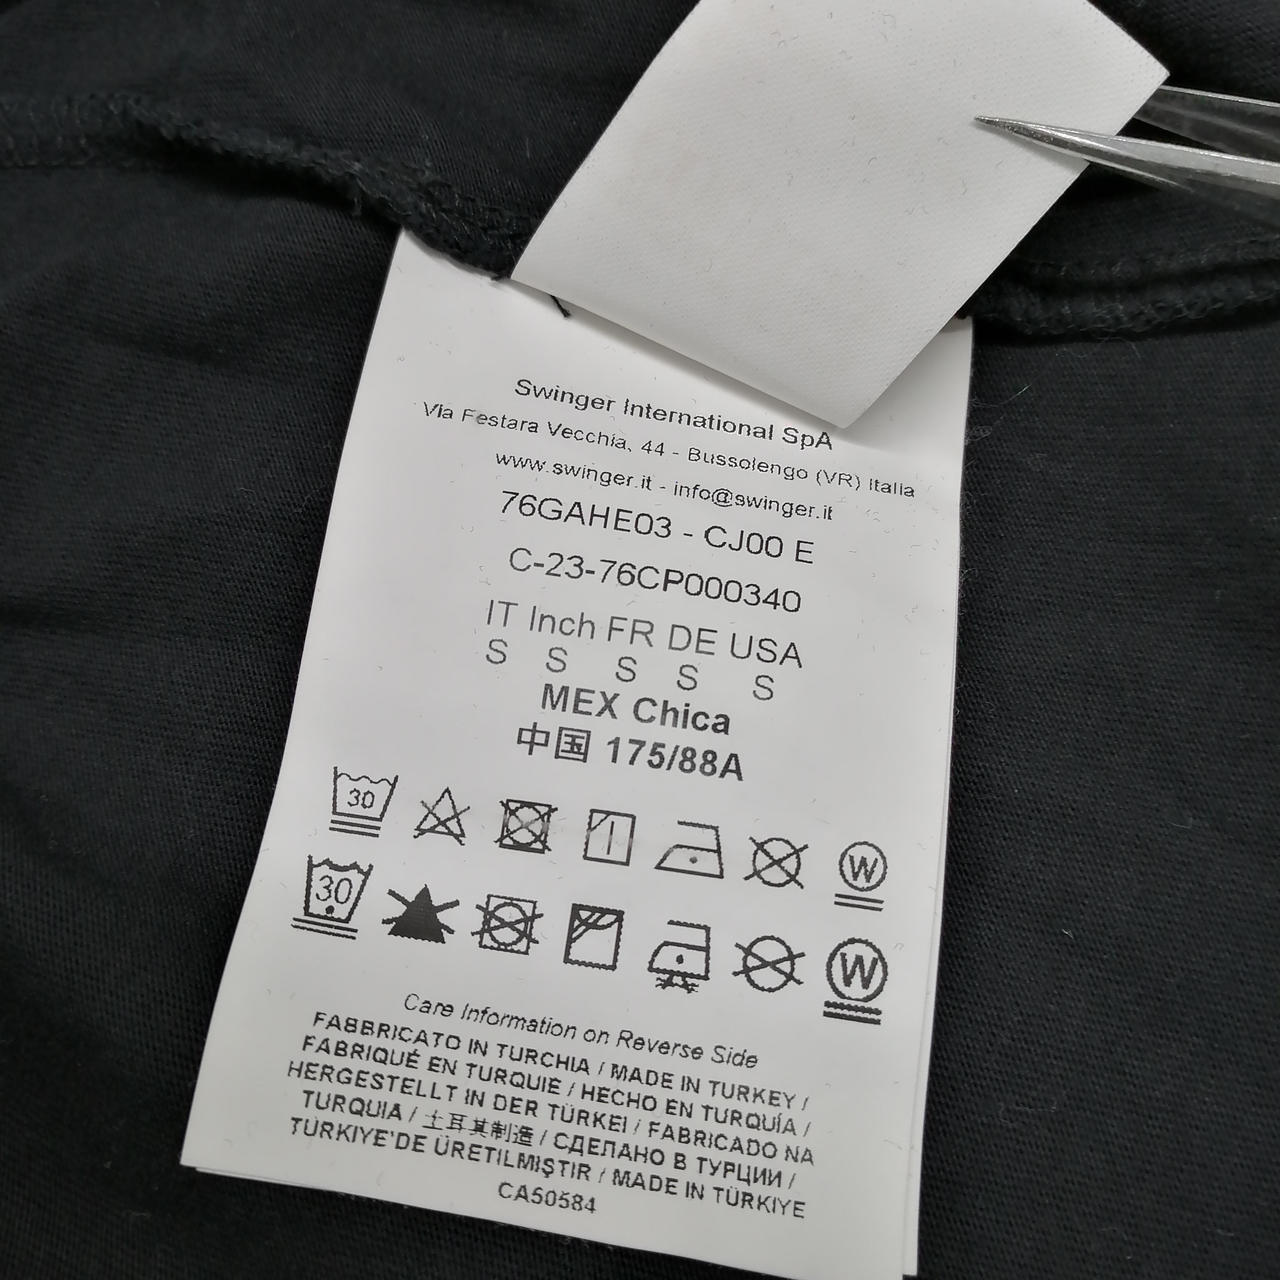 Swinger International SpA
Via Festara Vecchia, 44 - Bussolengo (VR) Italia
www.swinger.it - info@swinger.it
76GAHE03 - CJ00 E
C-23-76CP000340
IT Inch FR DE USA
S S S S S
MEX Chica
中国 175/88A
30 W
30 W
Care Information on Reverse Side
FABBRICATO IN TURCHIA / MADE IN TURKEY /
FABRIQUÉ EN TURQUIE / HECHO EN TURQUÍA /
HERGESTELLT IN DER TÜRKEI / FABRICADO NA
TURQUIA / 土耳其制造 / СДЕЛАНО В ТУРЦИИ /
TÜRKIYE'DE ÜRETILMIŞTIR / MADE IN TÜRKIYE
CA50584